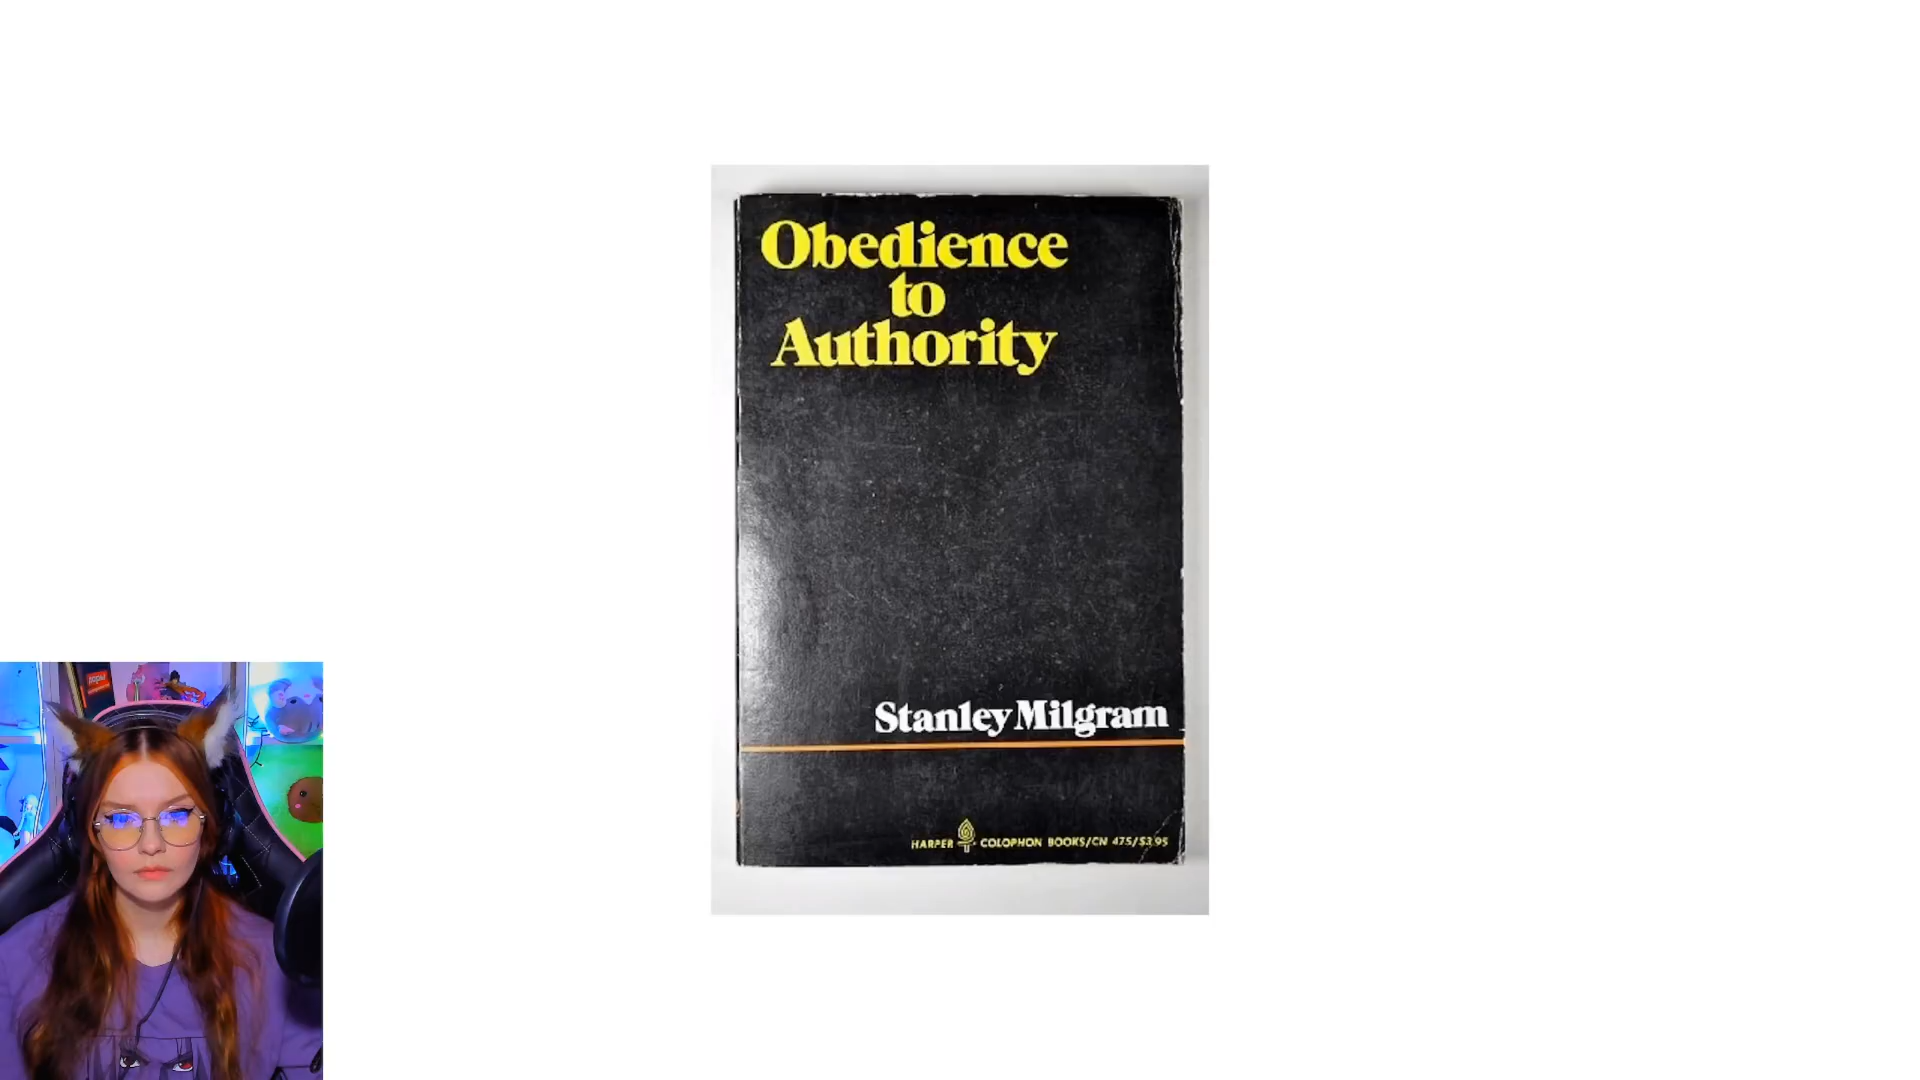 Obedience
to
Authority
Stanley Milgram
HARPER COLOPHON BOOKS/CN 475/$3.95